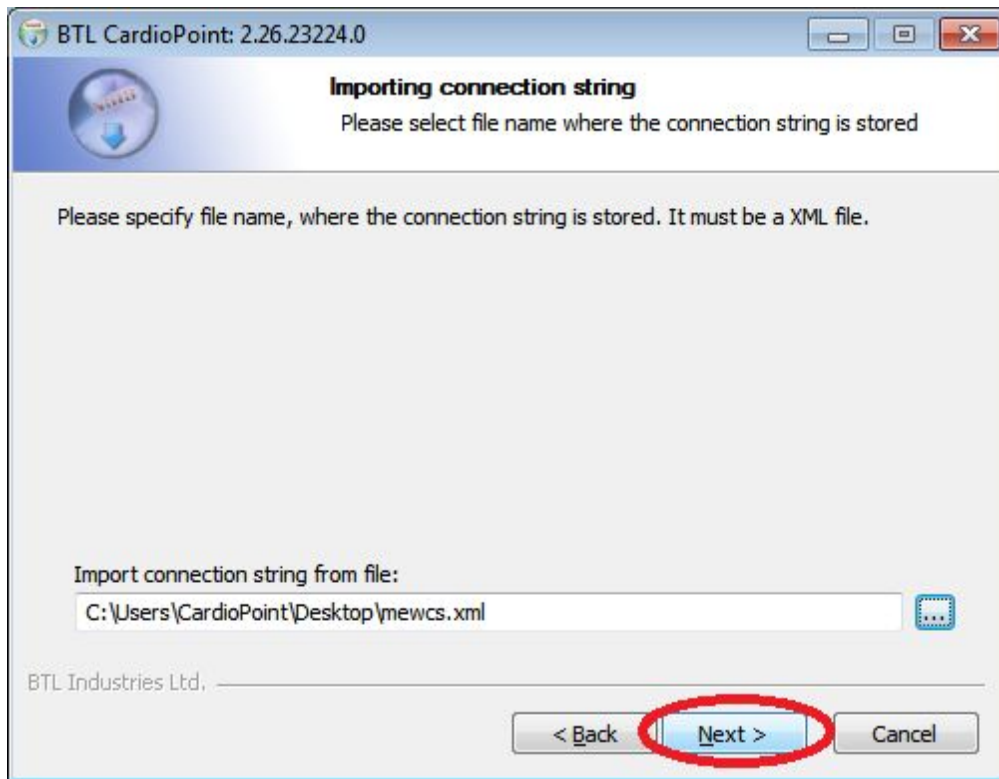 BTL CardioPoint: 2.26.23224.0
Importing connection string
Please select file name where the connection string is stored
Please specify file name, where the connection string is stored. It must be a XML file.
Import connection string from file:
C:\Users\CardioPoint\Desktop\mewcs.xml
...
BTL Industries Ltd.
< Back
Next >
Cancel